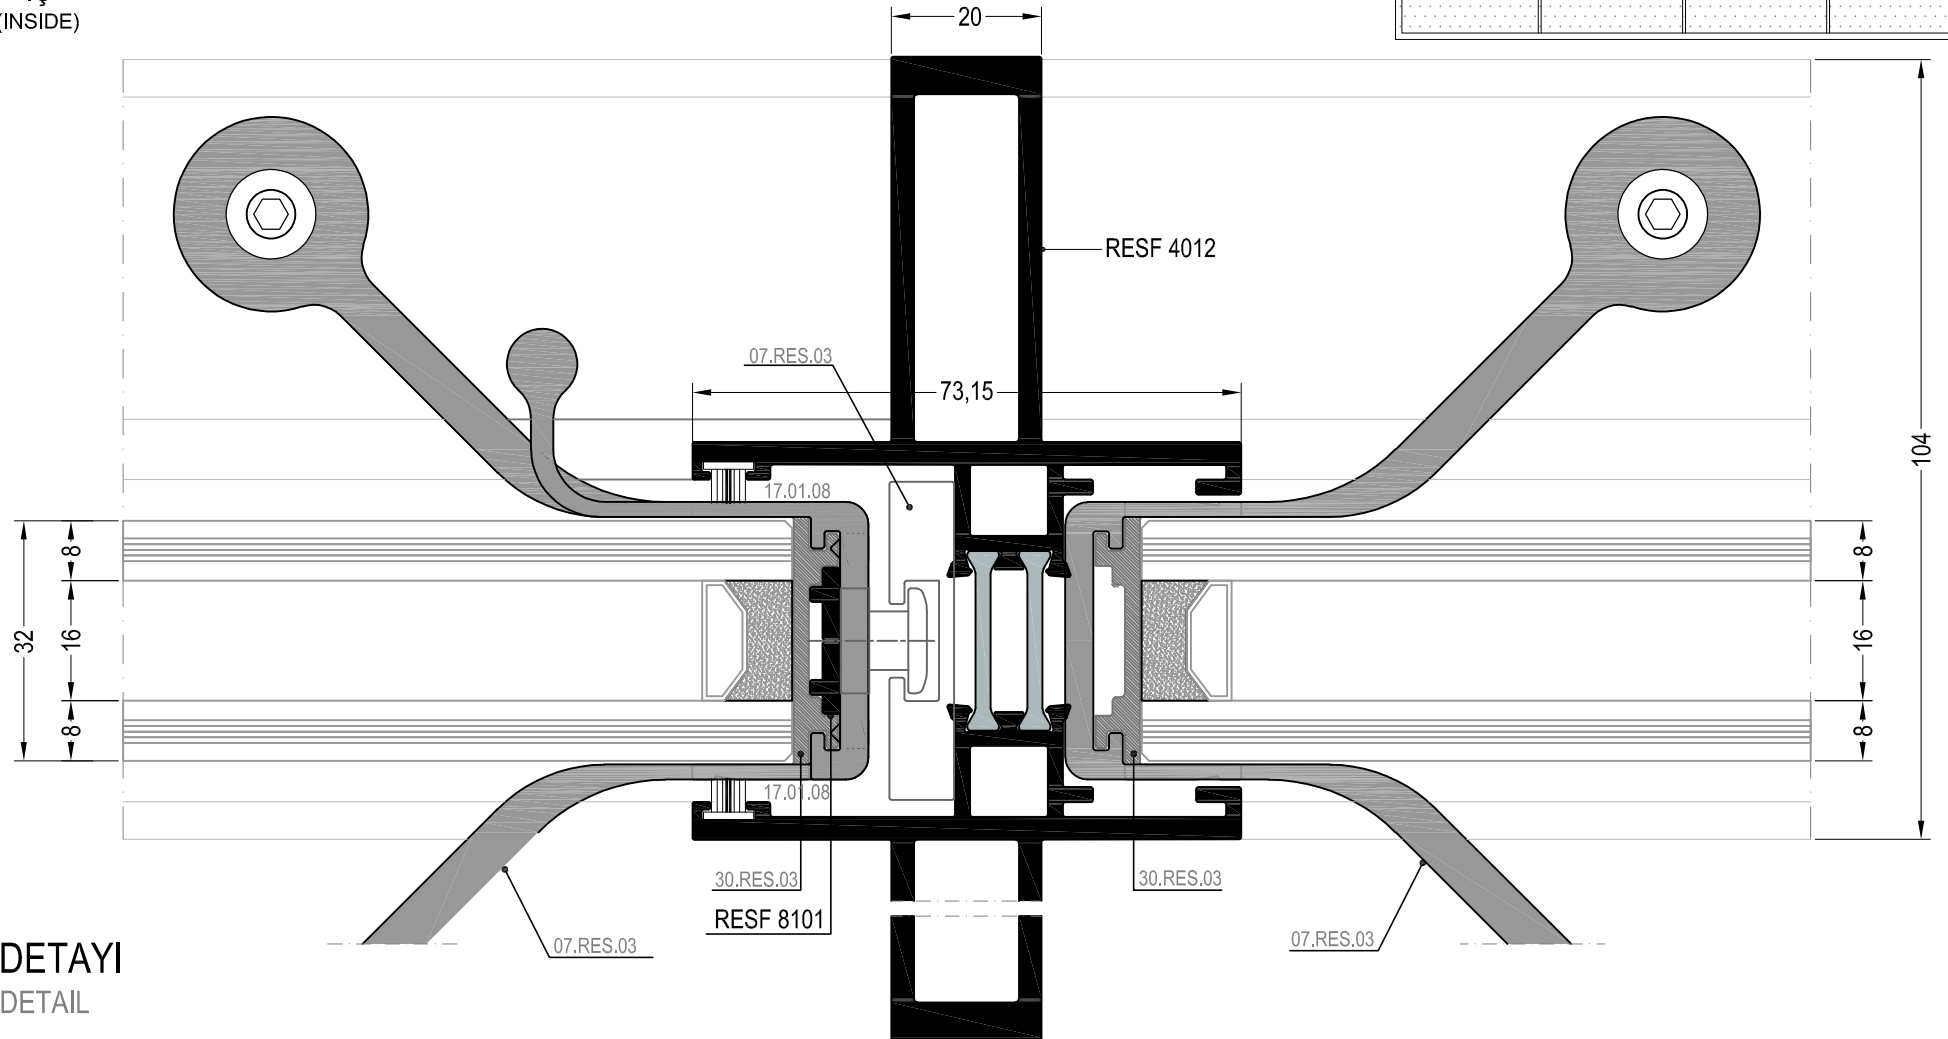 (INSIDE)
20
RESF 4012
07.RES.03
73,15
104
17.01.08
8
16
8
32
8
16
8
17.01.08
30.RES.03
RESF 8101
30.RES.03
07.RES.03
07.RES.03
DETAYI
DETAIL